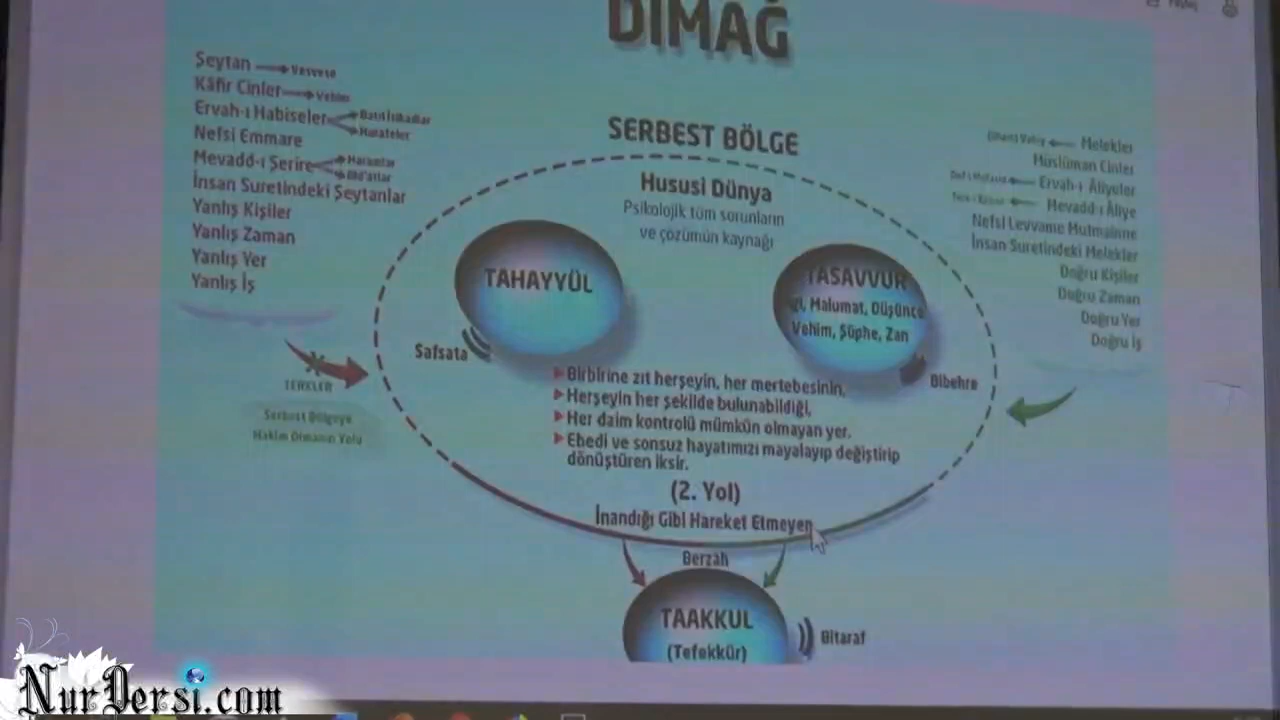 DİMAĞ
Şeytan
Vesvese
Kâfir Cinler
Vehim
Ervah-ı Habiseler
Batıl İtikadlar
Hurafeler
Nefsi Emmare
Mevadd-ı Şerire
Haramlar
Bid'atlar
İnsan Suretindeki Şeytanlar
Yanlış Kişiler
Yanlış Zaman
Yanlış Yer
Yanlış İş
TERKLER
Serbest Bölgeye
Hakim Olmanın Yolu
SERBEST BÖLGE
Hususi Dünya
Psikolojik tüm sorunların
ve çözümün kaynağı
TAHAYYÜL
Safsata
TASAVVUR
Malumat, Düşünce
Vehim, Şüphe, Zan
Bibehre
Birbirine zıt herşeyin, her mertebesinin,
Herşeyin her şekilde bulunabildiği,
Her daim kontrolü mümkün olmayan yer.
Ebedi ve sonsuz hayatımızı mayalayıp değiştirip
dönüştüren iksir.
(2. Yol)
İnandığı Gibi Hareket Etmeyen
Berzah
TAAKKUL
(Tefekkür)
Bitaraf
Melekler
Müslüman Cinler
Ervah-ı Âliyeler
Mevadd-ı Âliye
Nefsi Levvame Mutmainne
İnsan Suretindeki Melekler
Doğru Kişiler
Doğru Zaman
Doğru Yer
Doğru İş
NurDersi.com